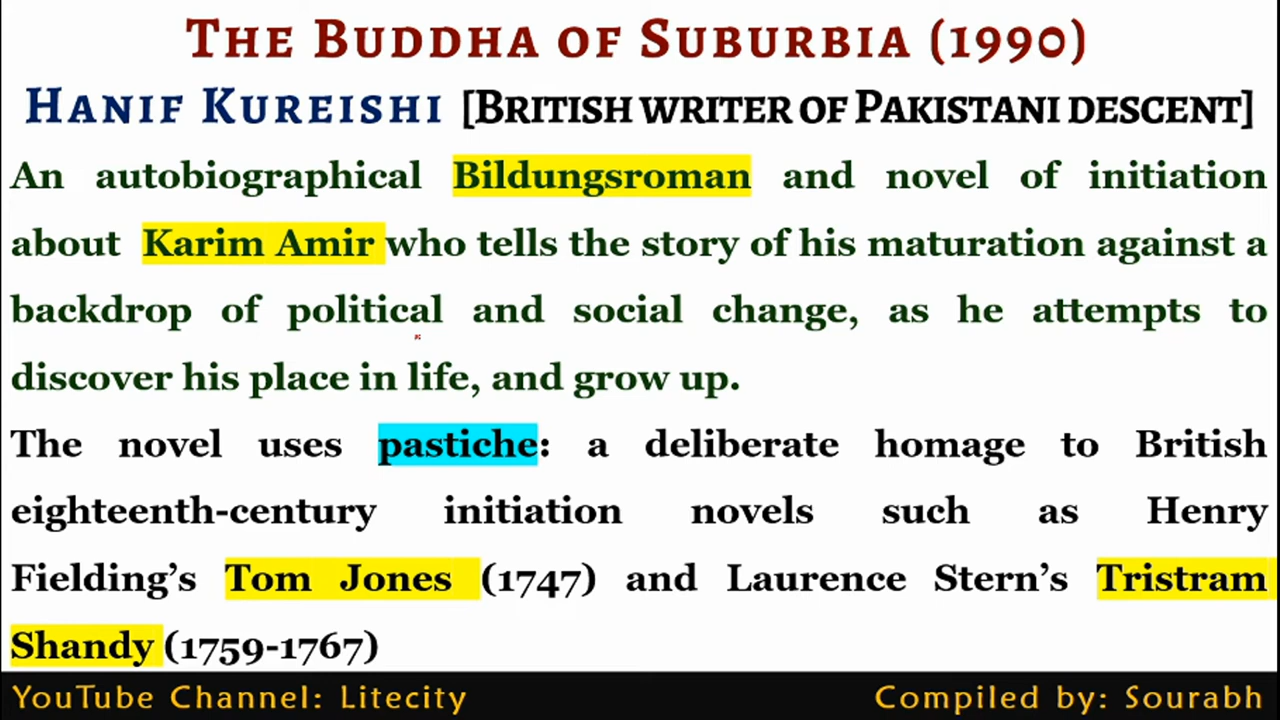 THE BUDDHA OF SUBURBIA (1990)
HANIF KUREISHI [BRITISH WRITER OF PAKISTANI DESCENT]
An autobiographical Bildungsroman and novel of initiation
about Karim Amir who tells the story of his maturation against a
backdrop of political and social change, as he attempts to
discover his place in life, and grow up.
The novel uses pastiche: a deliberate homage to British
eighteenth-century initiation novels such as Henry
Fielding’s Tom Jones (1747) and Laurence Stern’s Tristram
Shandy (1759-1767)
YouTube Channel: Litecity Compiled by: Sourabh